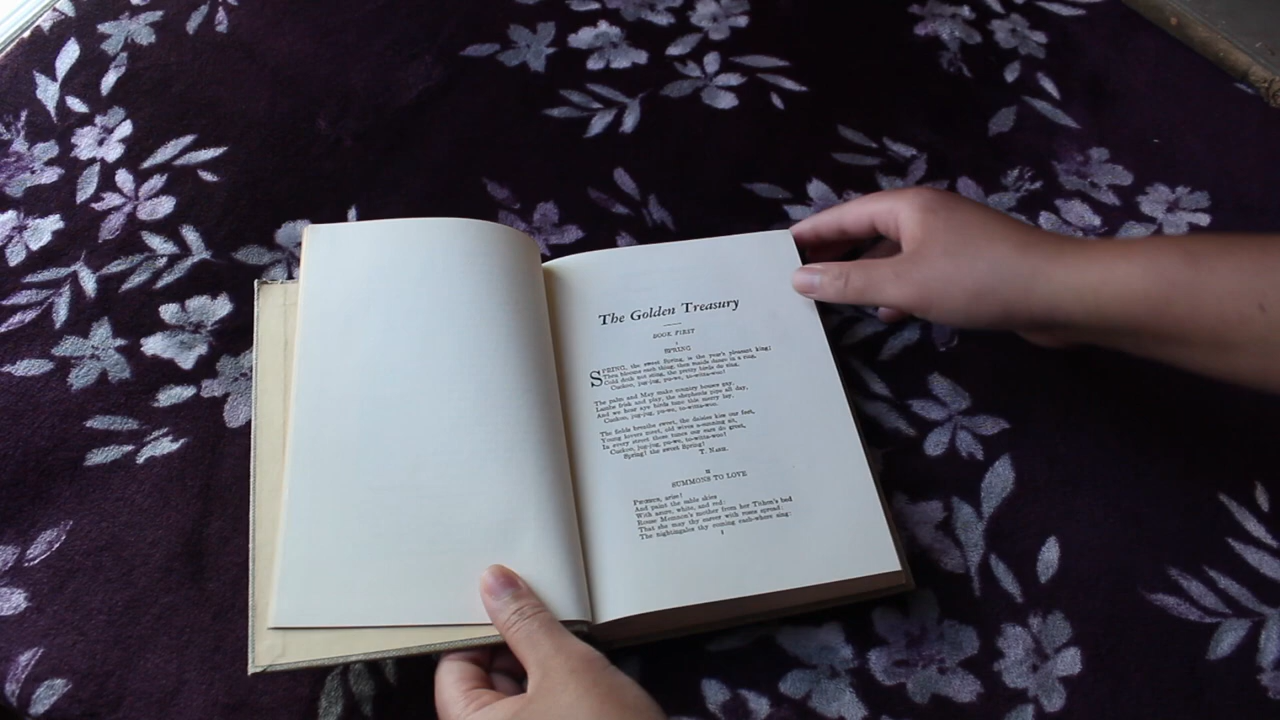 The Golden Treasury
BOOK FIRST
I
SPRING
SPRING, the sweet Spring, is the year's pleasant king;
Then blooms each thing, then maids dance in a ring,
Cold doth not sting, the pretty birds do sing,
Cuckoo, jug-jug, pu-we, to-witta-woo!
The palm and May make country houses gay,
Lambs frisk and play, the shepherds pipe all day,
And we hear aye birds tune this merry lay,
Cuckoo, jug-jug, pu-we, to-witta-woo.
The fields breathe sweet, the daisies kiss our feet,
Young lovers meet, old wives a-sunning sit,
In every street these tunes our ears do greet,
Cuckoo, jug-jug, pu-we, to-witta-woo!
Spring! the sweet Spring!
T. NASH.
II
SUMMONS TO LOVE
PHOEBUS, arise!
And paint the sable skies
With azure, white, and red:
Rouse Memnon's mother from her Tithon's bed
That she may thy career with roses spread:
The nightingales thy coming each-where sing:
1